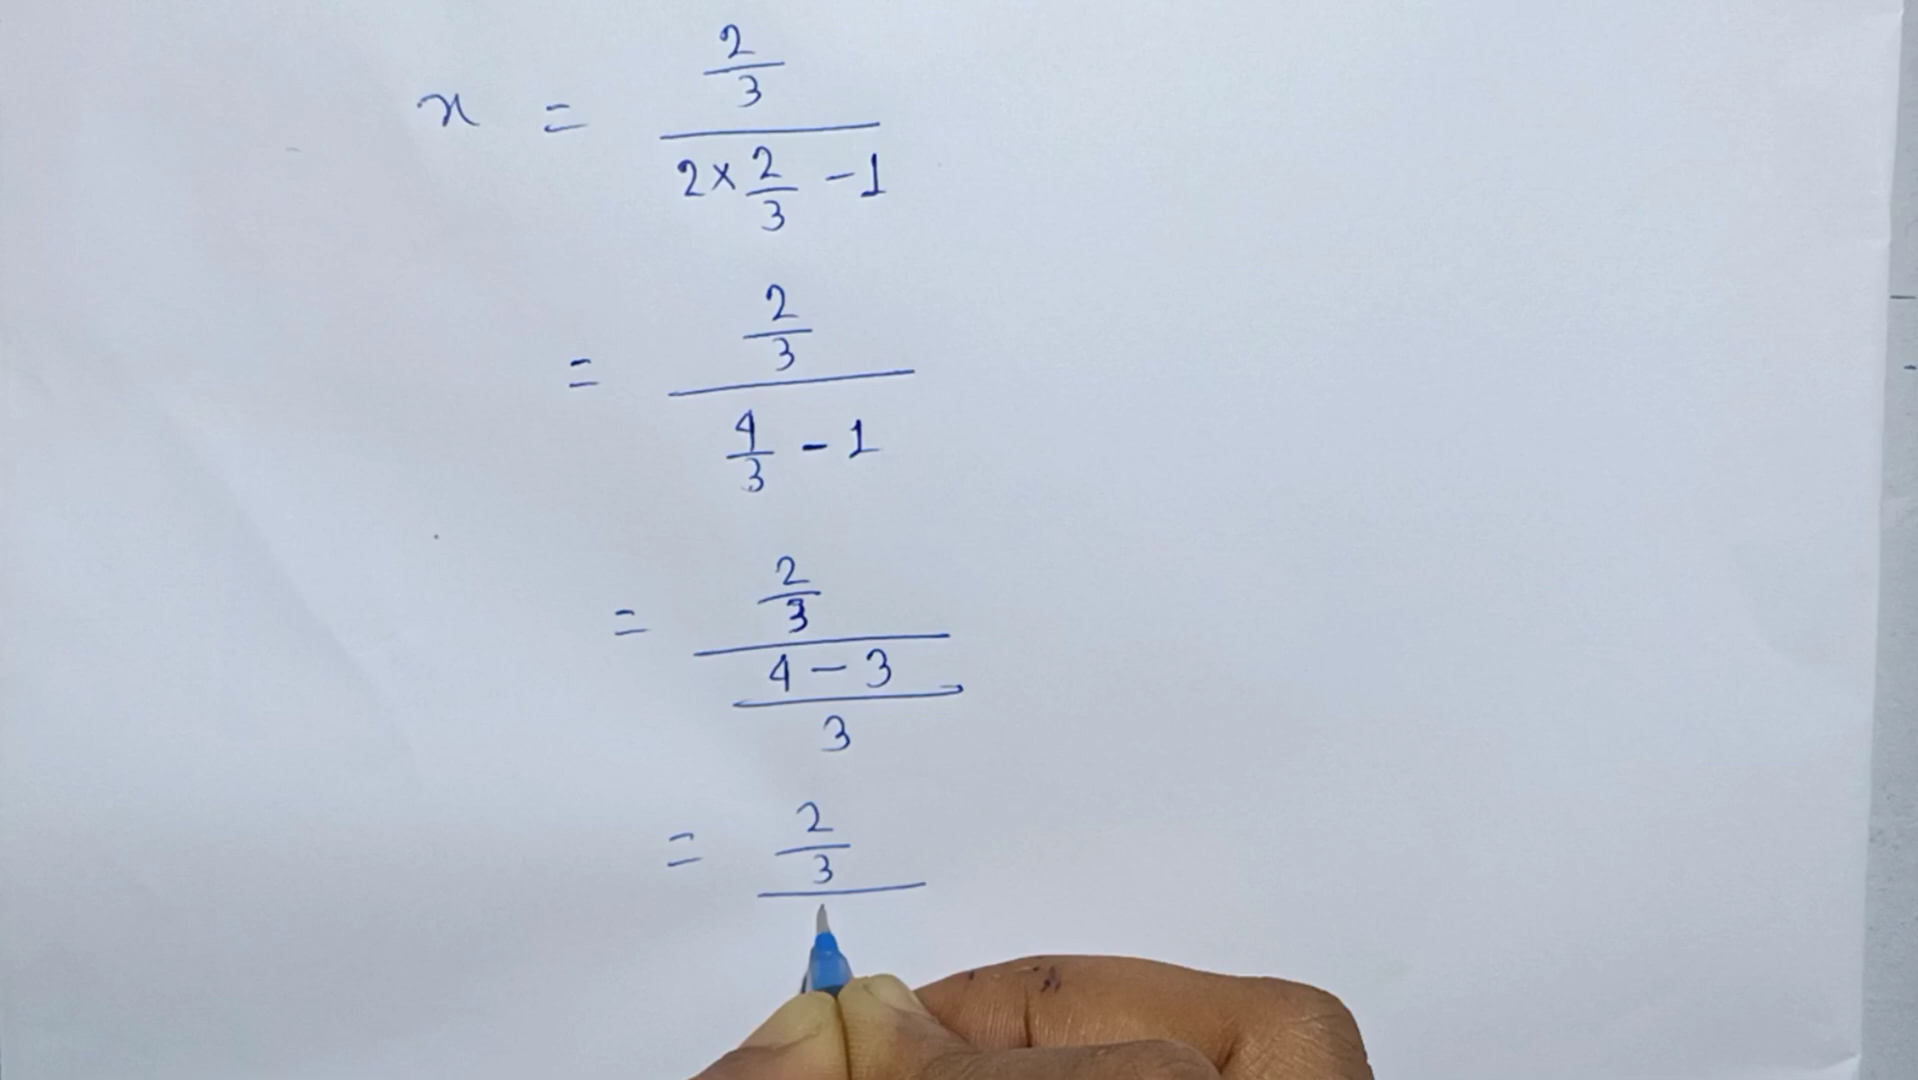 x = 2/3 / (2 × 2/3 - 1)
= 2/3 / (4/3 - 1)
= 2/3 / ((4 - 3)/3)
= 2/3 /